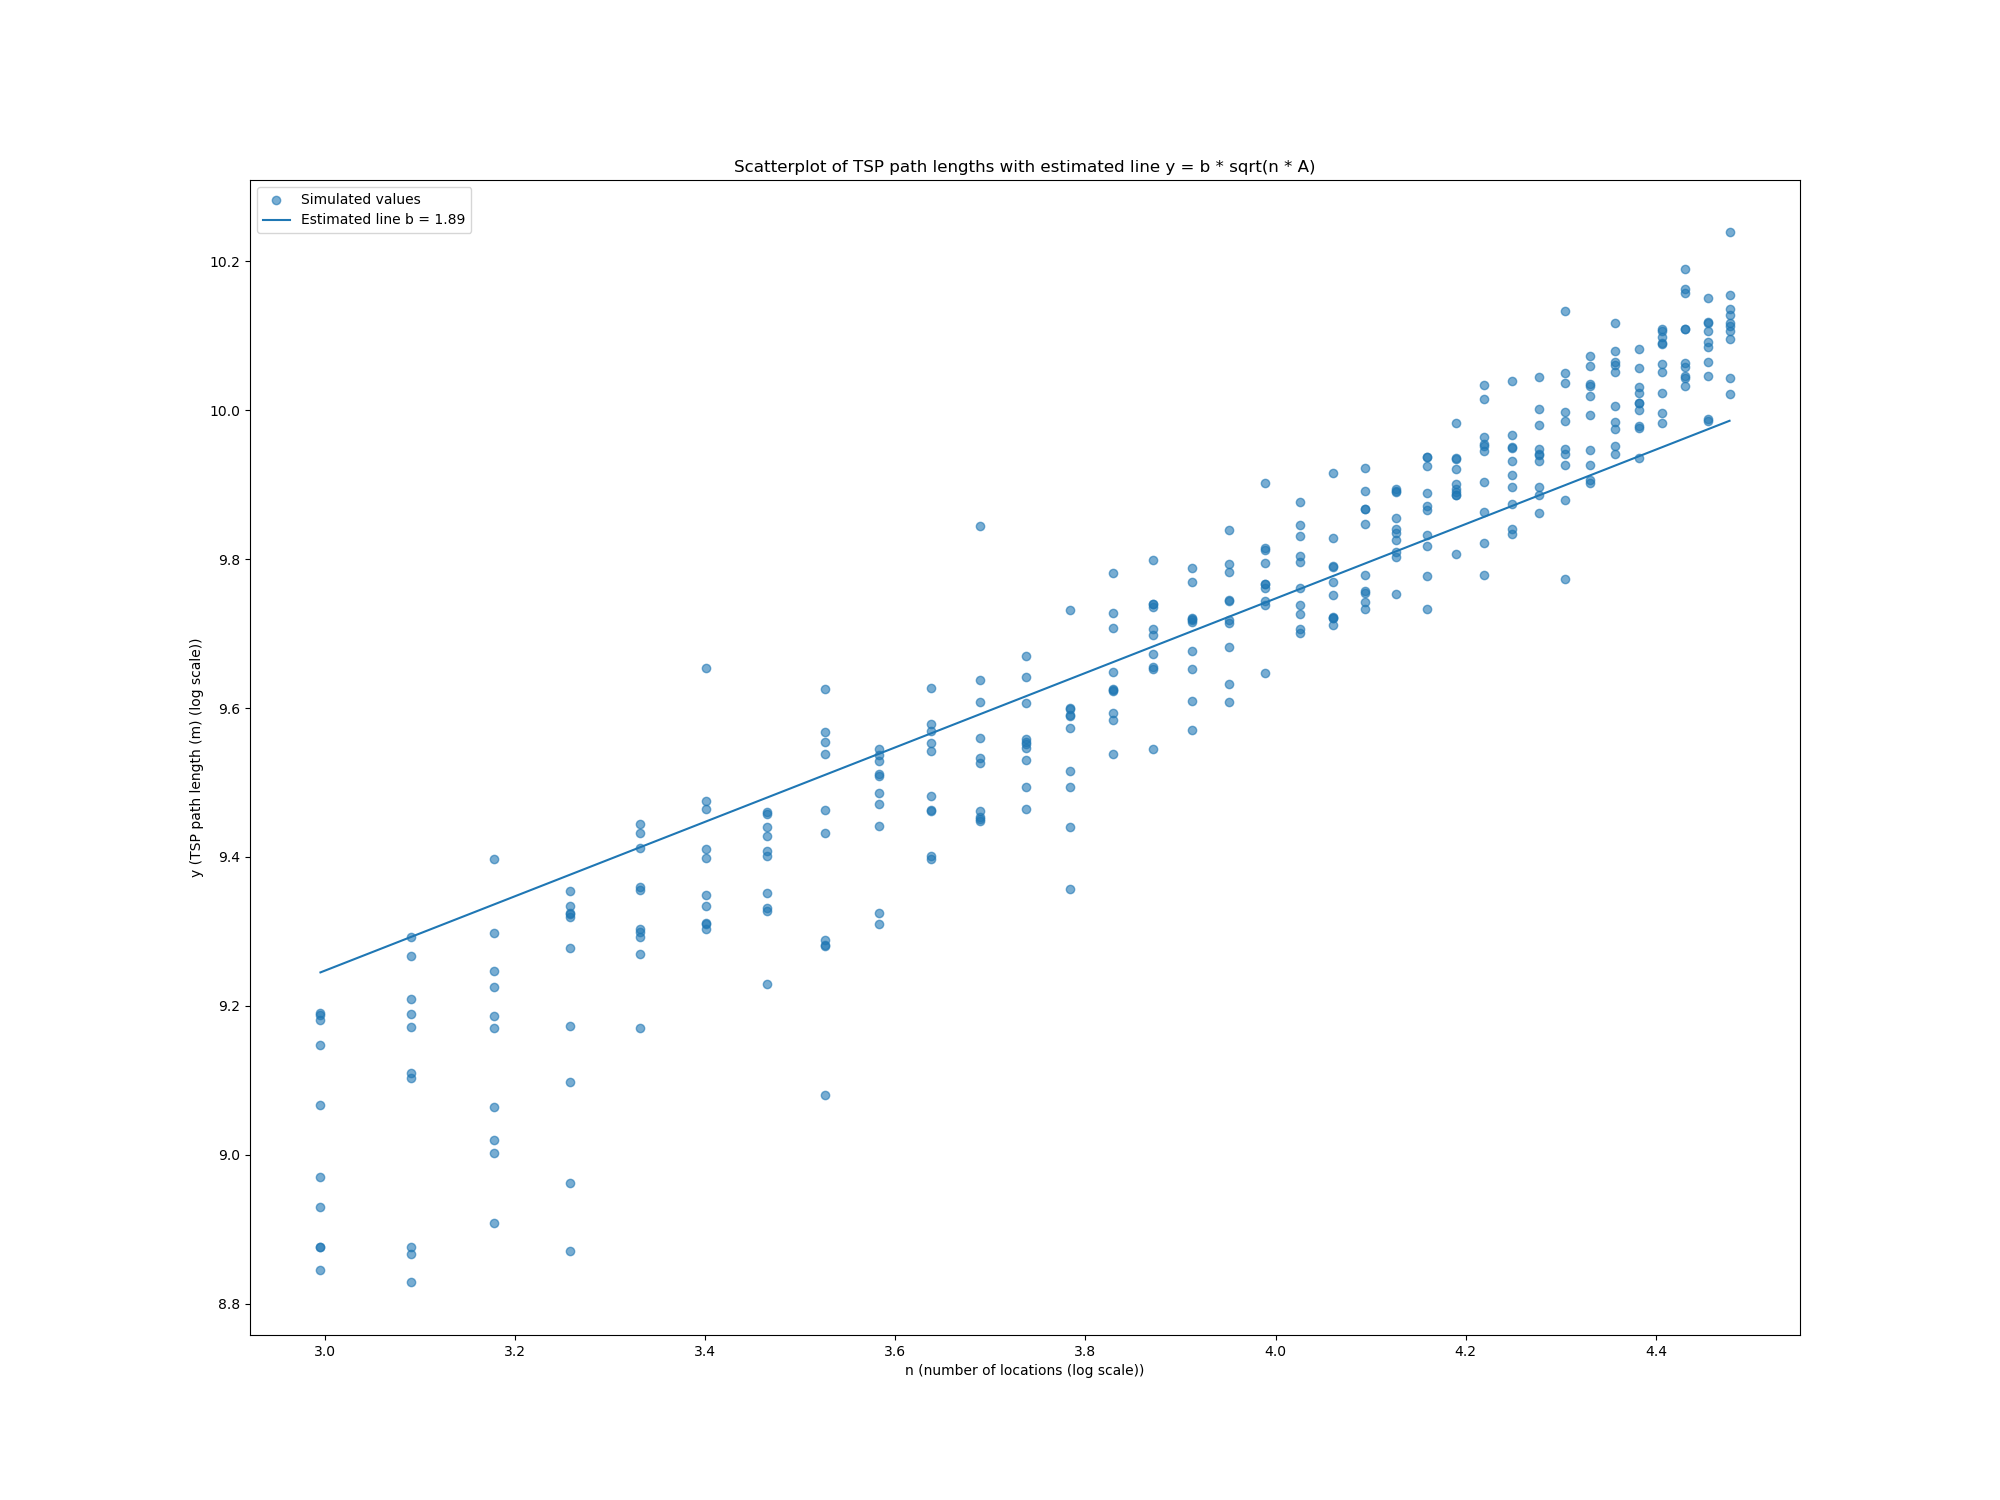 Scatterplot of TSP path lengths with estimated line y = b * sqrt(n * A)
Simulated values
Estimated line b = 1.89
10.2
10.0
9.8
9.6
9.4
9.2
9.0
8.8
y (TSP path length (m) (log scale))
3.0 3.2 3.4 3.6 3.8 4.0 4.2 4.4
n (number of locations (log scale))